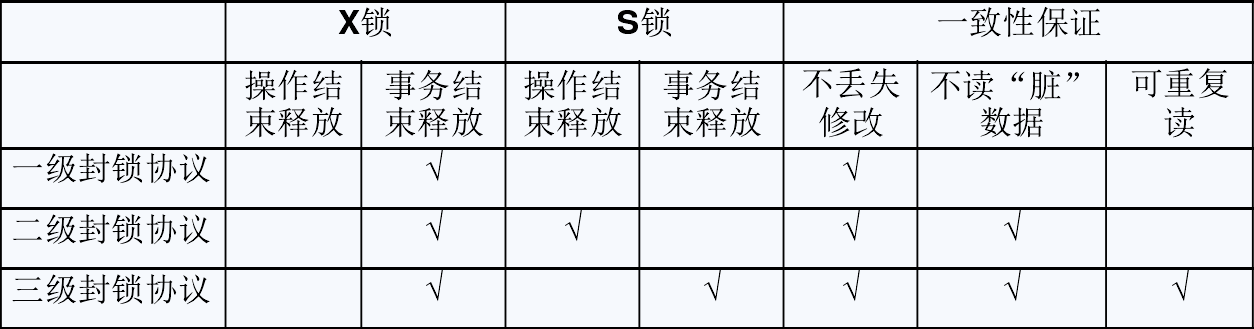 X锁 S锁 一致性保证
操作结束释放 事务结束释放 操作结束释放 事务结束释放 不丢失修改 不读“脏”数据 可重复读
一级封锁协议 √ √
二级封锁协议 √ √ √ √
三级封锁协议 √ √ √ √ √